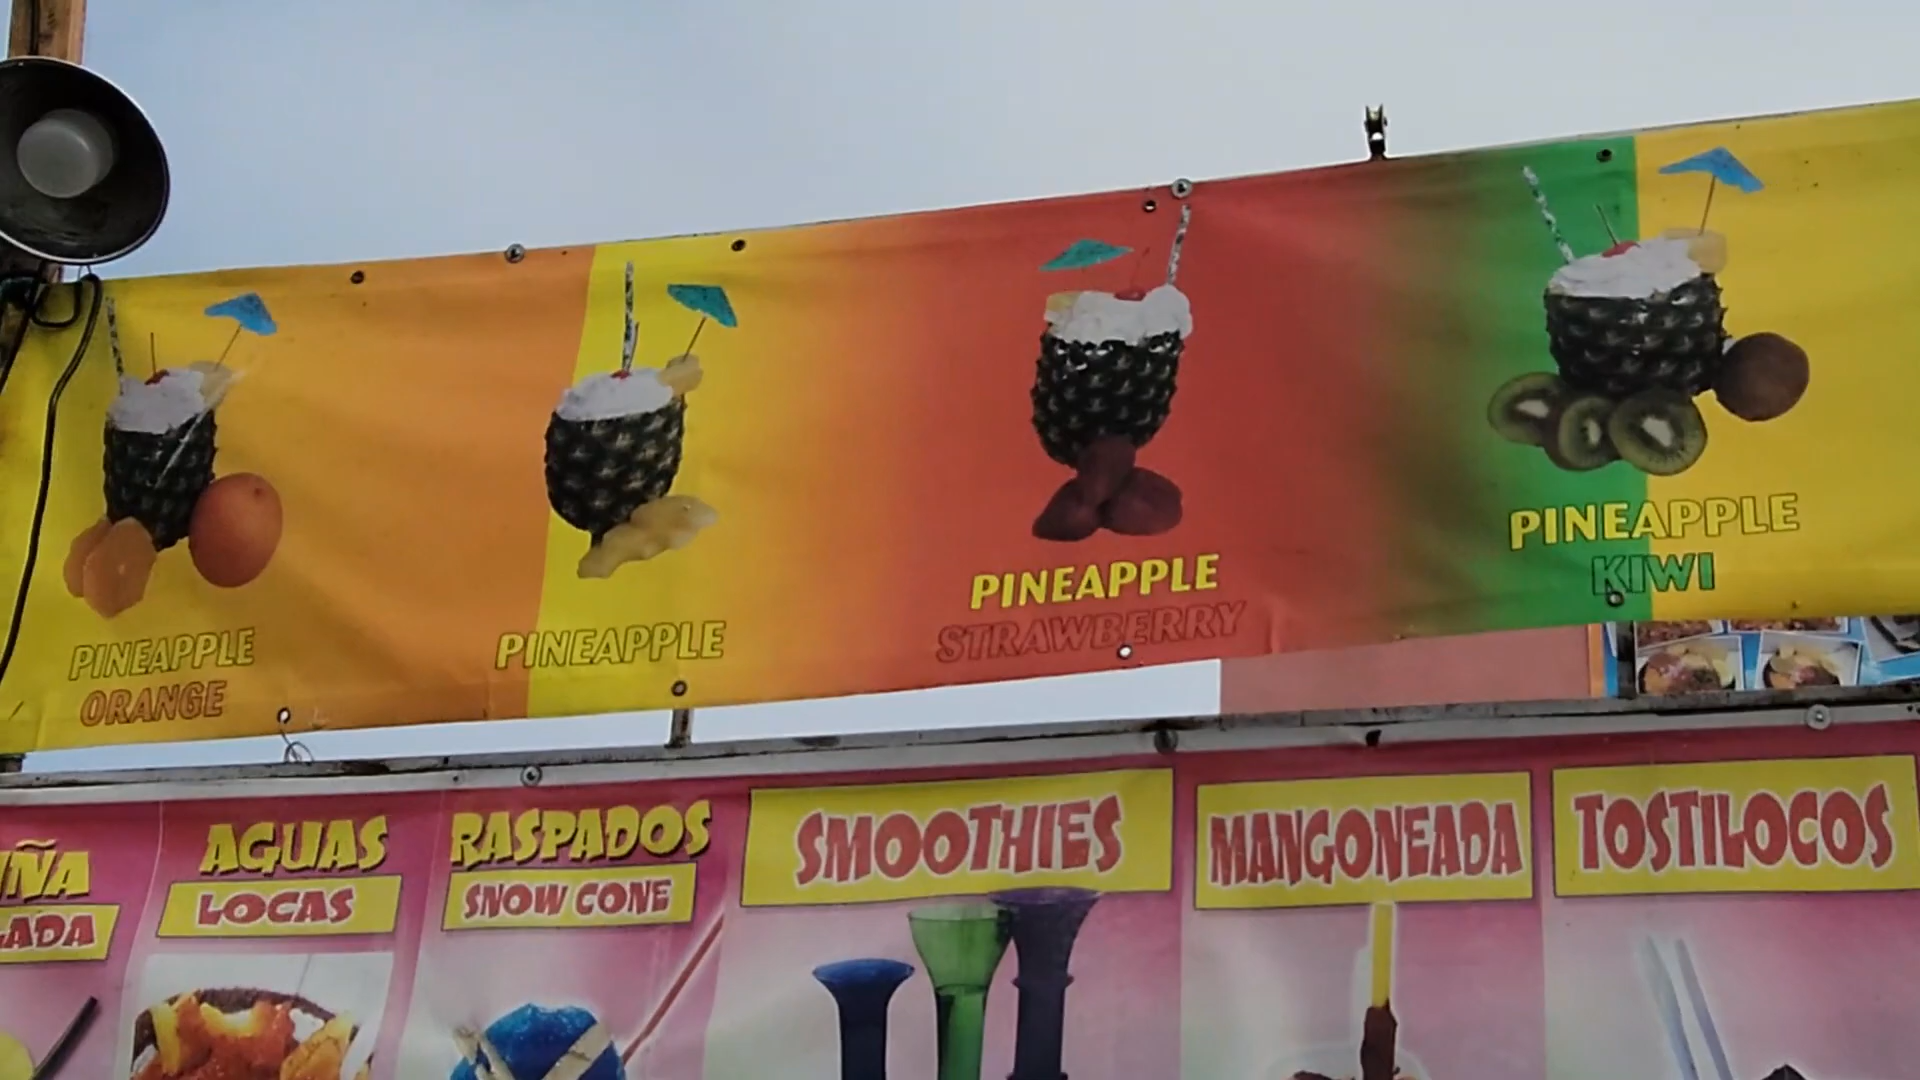 PINEAPPLE
ORANGE
PINEAPPLE
PINEAPPLE
STRAWBERRY
PINEAPPLE
KIWI
AGUAS
LOCAS
RASPADOS
SNOW CONE
SMOOTHIES
MANGONEADA
TOSTILOCOS